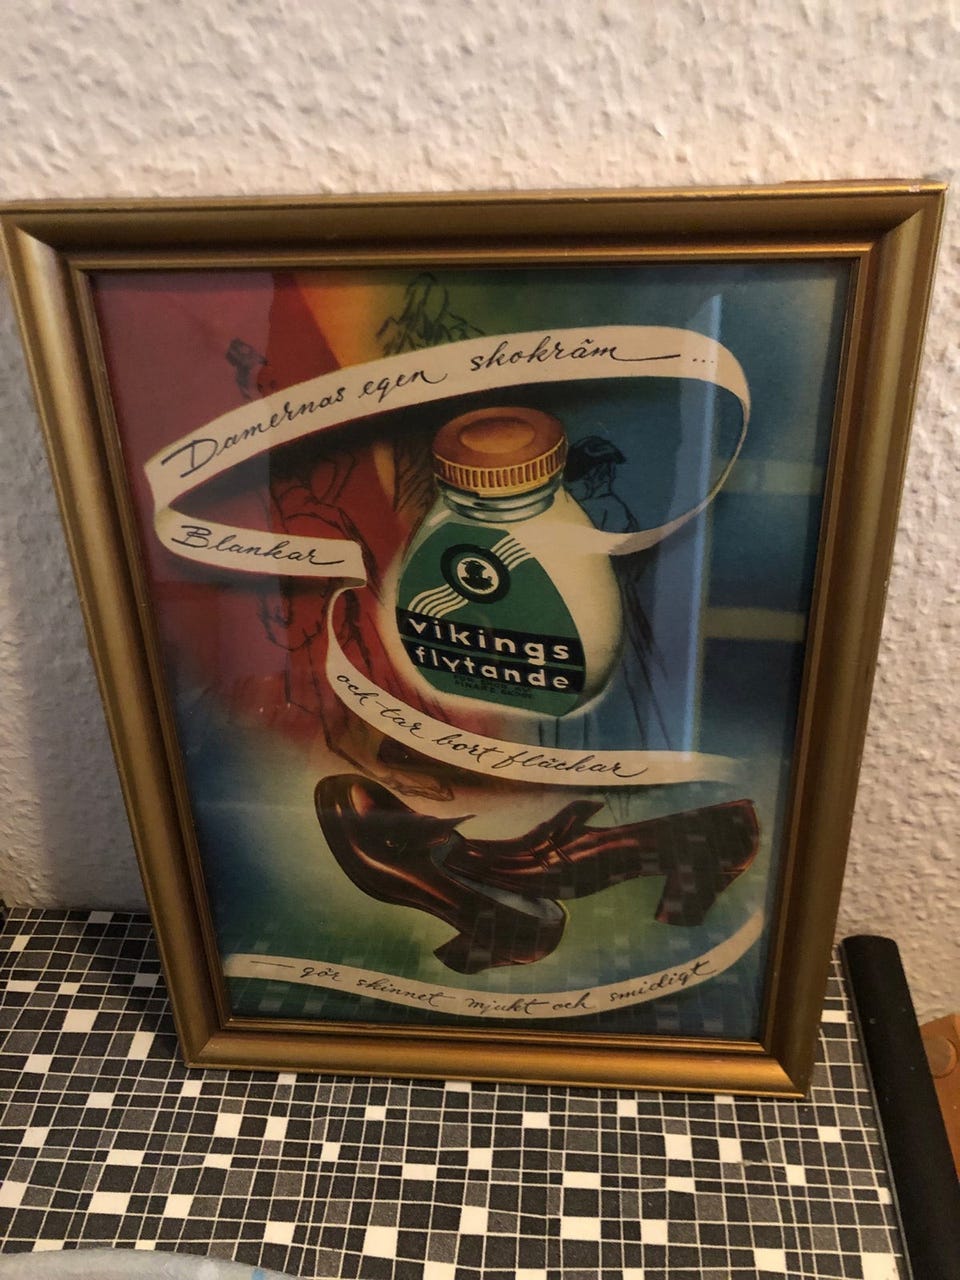 Damernas egen skokräm — ...
Blankar
och tar bort fläckar
vikings
flytande
— gör skinnet mjukt och smidigt